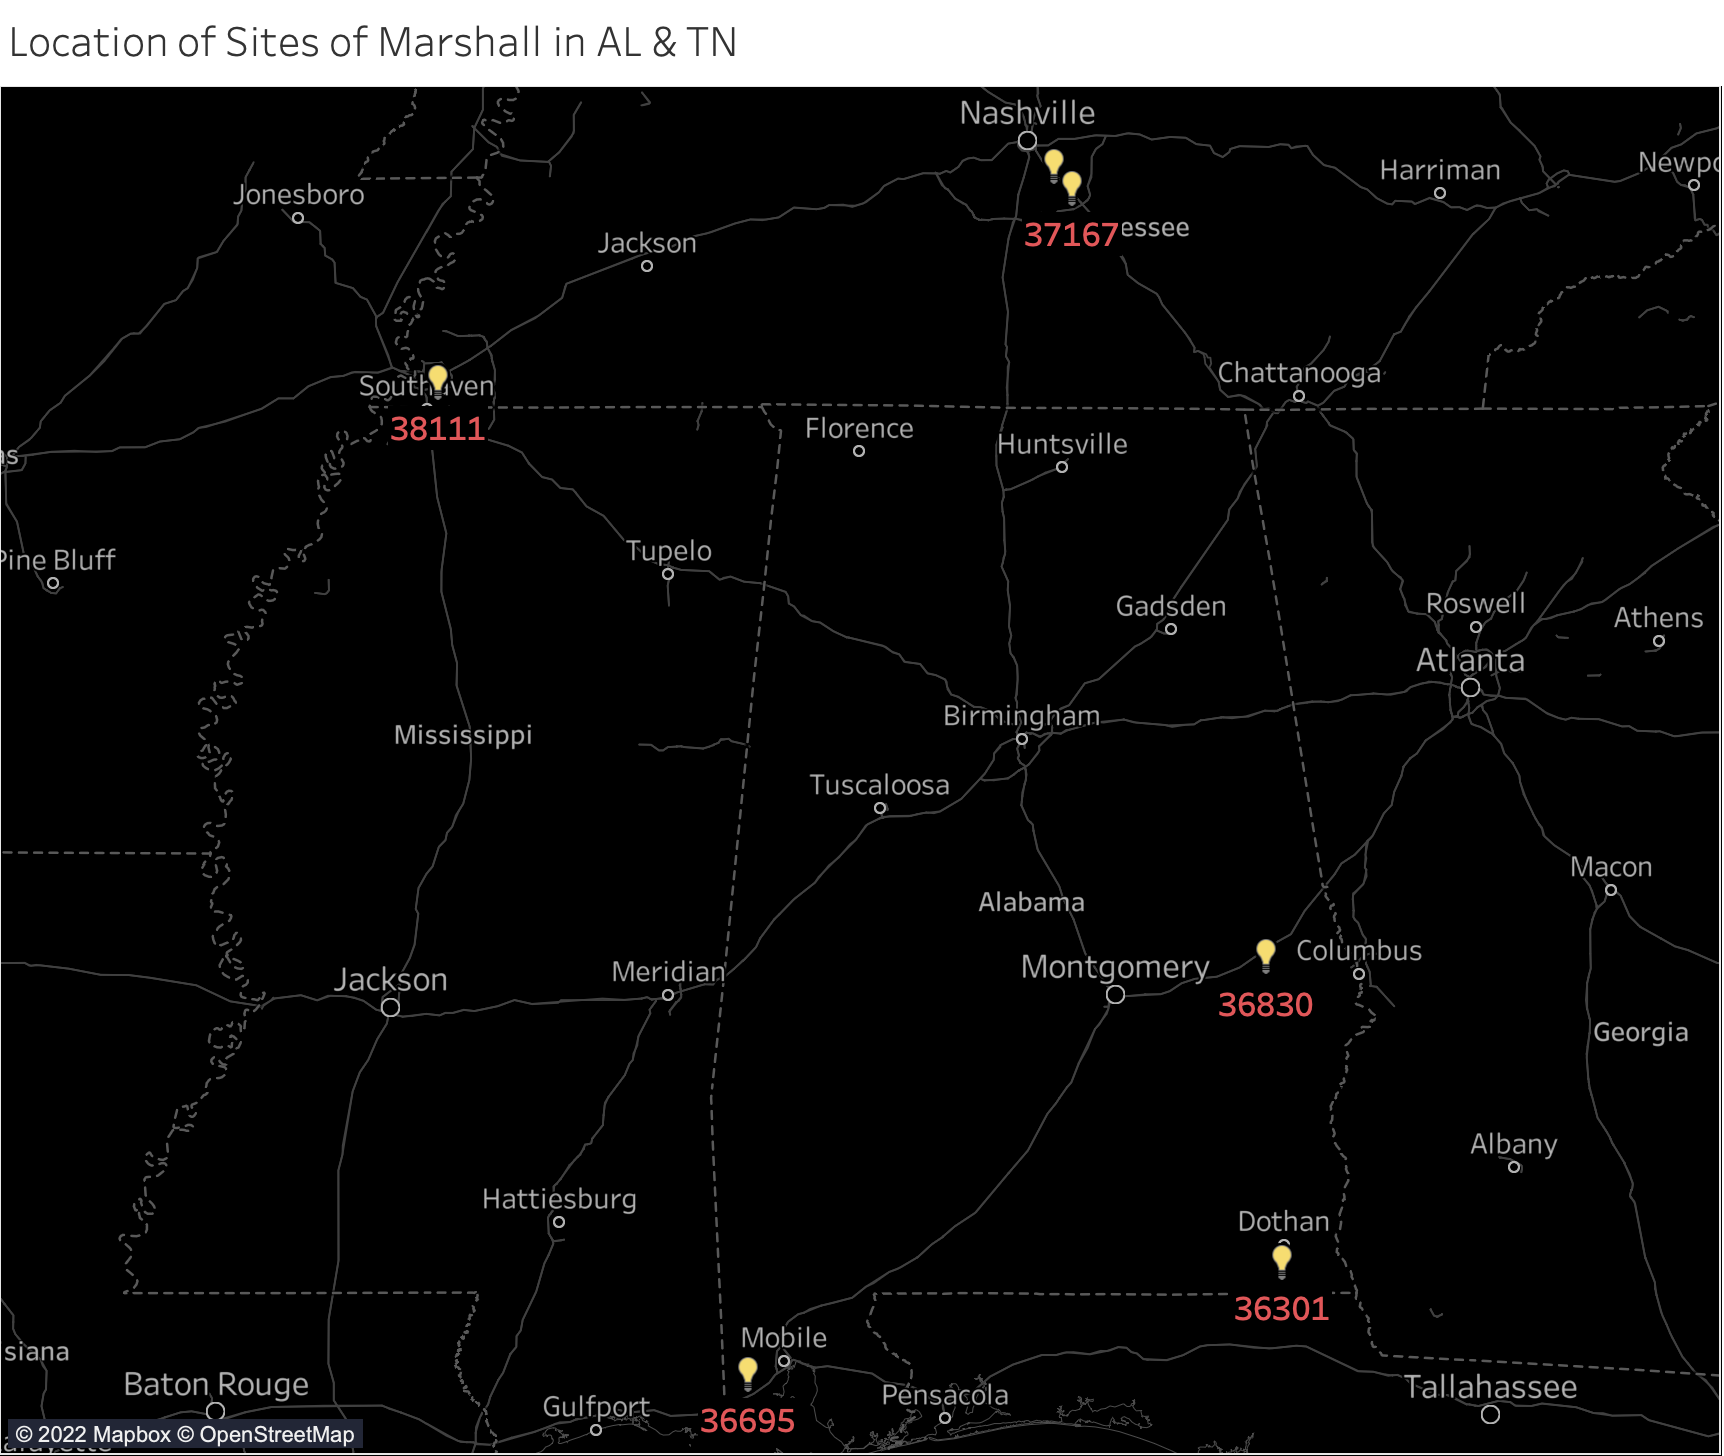 Location of Sites of Marshall in AL & TN
Nashville
Newpo
Harriman
Jonesboro
37167
essee
Jackson
Chattanooga
Southaven
38111
Florence
Huntsville
ns
Tupelo
Pine Bluff
Roswell
Gadsden
Athens
Atlanta
Birmingham
Mississippi
Tuscaloosa
Macon
Alabama
Columbus
Montgomery
Meridian
Jackson
36830
Georgia
Albany
Hattiesburg
Dothan
36301
Mobile
siana
Baton Rouge
Tallahassee
Pensacola
Gulfport
36695
© 2022 Mapbox © OpenStreetMap